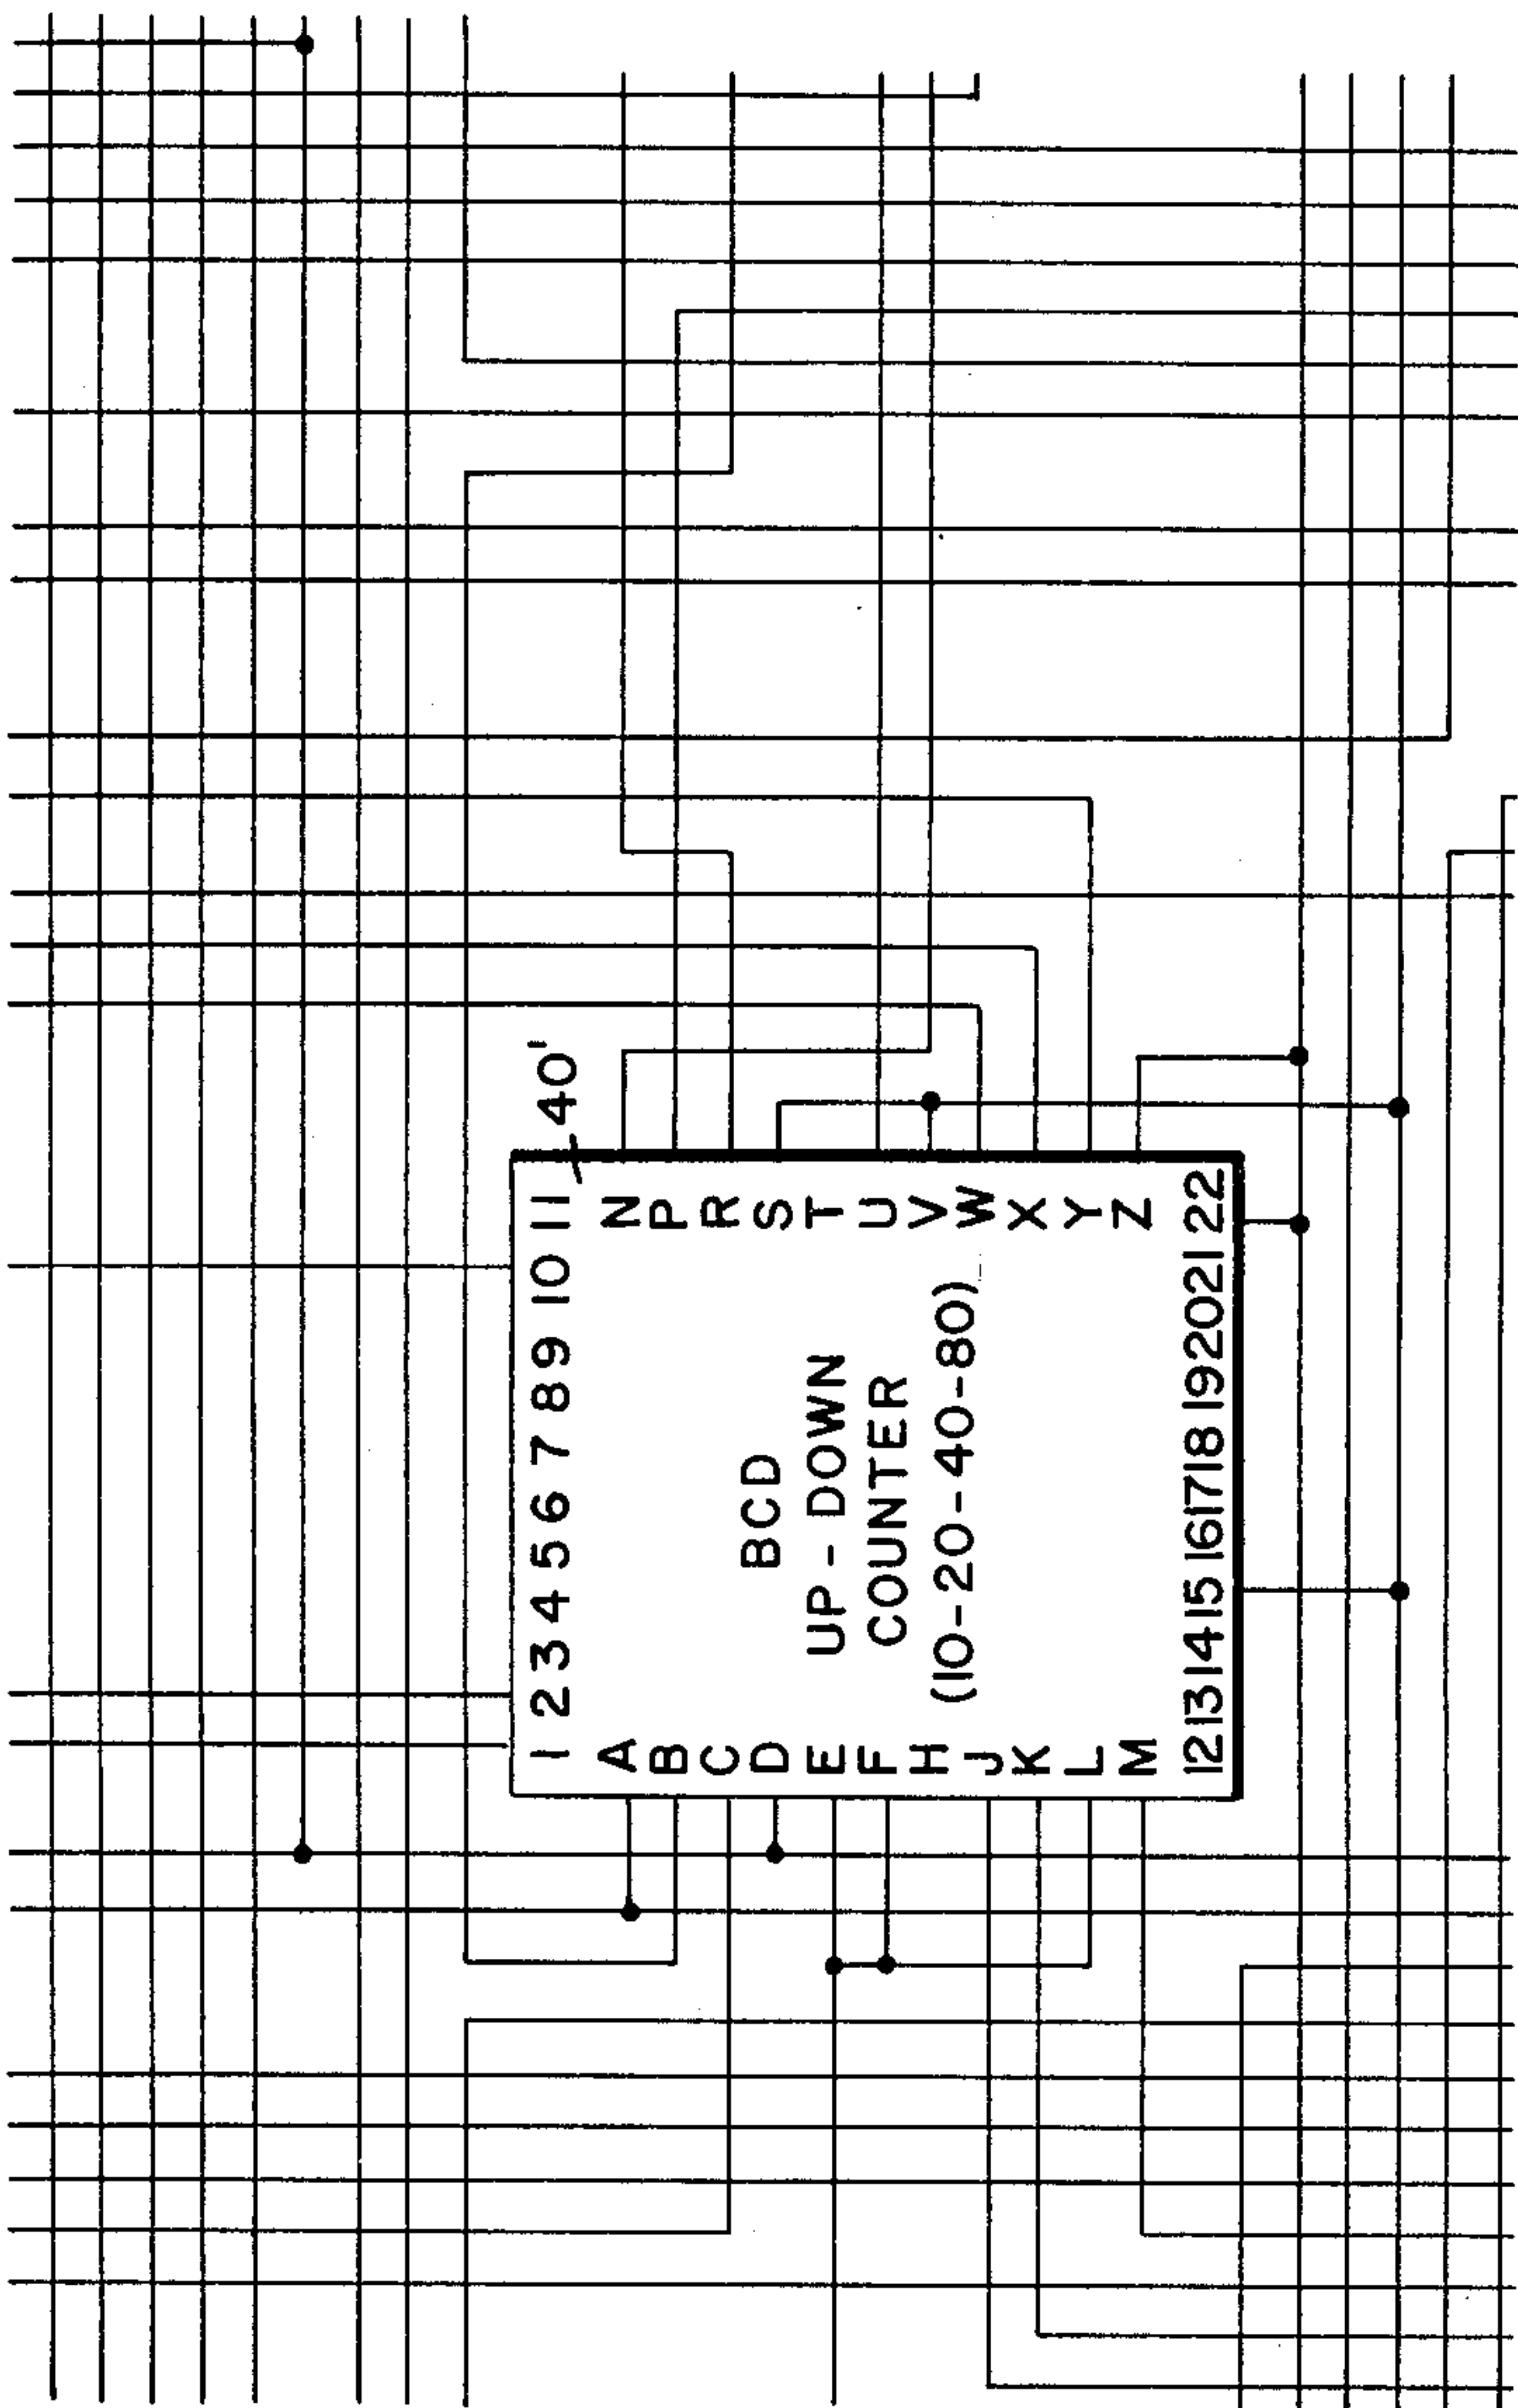 40'
1 2 3 4 5 6 7 8 9 10 11
A
N
B
P
C
R
D
S
E
T
F
U
H
V
J
W
K
X
L
Y
M
Z
BCD
UP-DOWN
COUNTER
(10-20-40-80)
12 13 14 15 16 17 18 19 20 21 22